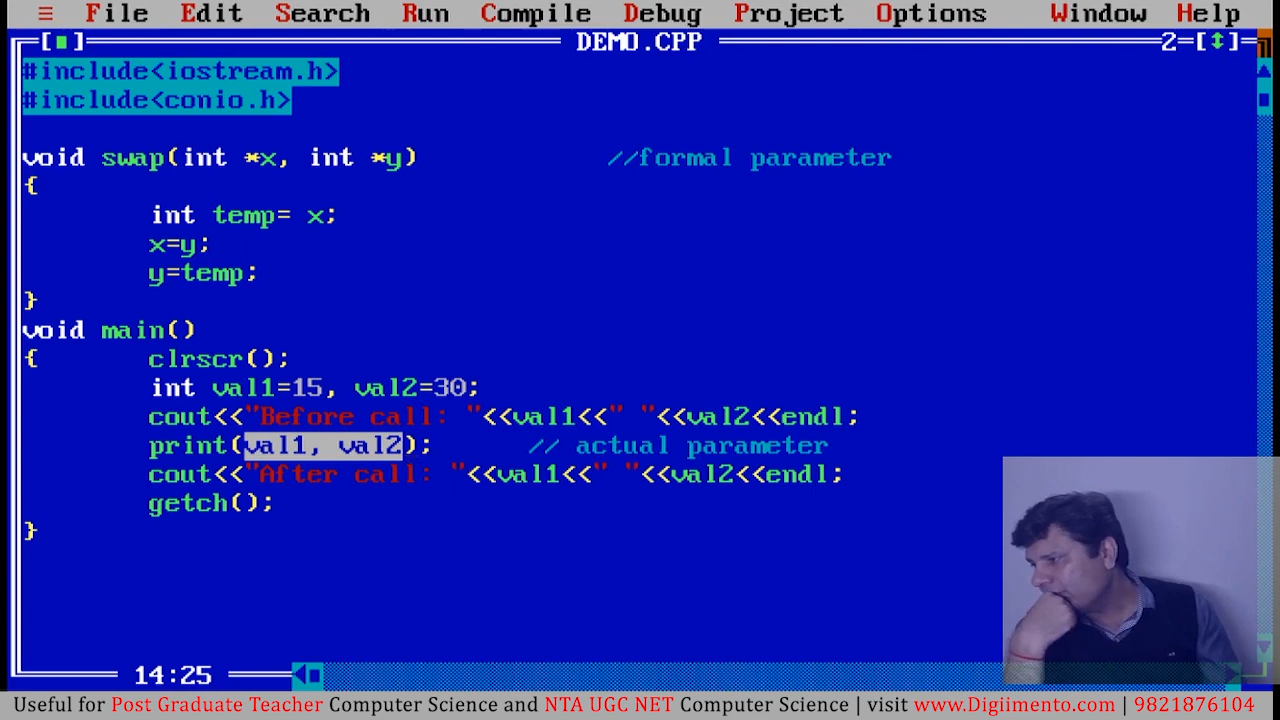 ≡ File Edit Search Run Compile Debug Project Options Window Help
[■] DEMO.CPP 2=[↕]
#include<iostream.h>
#include<conio.h>
void swap(int *x, int *y) //formal parameter
{
int temp= x;
x=y;
y=temp;
}
void main()
{ clrscr();
int val1=15, val2=30;
cout<<"Before call: "<<val1<<" "<<val2<<endl;
print(val1, val2); // actual parameter
cout<<"After call: "<<val1<<" "<<val2<<endl;
getch();
}
14:25
Useful for Post Graduate Teacher Computer Science and NTA UGC NET Computer Science | visit www.Digiimento.com | 9821876104